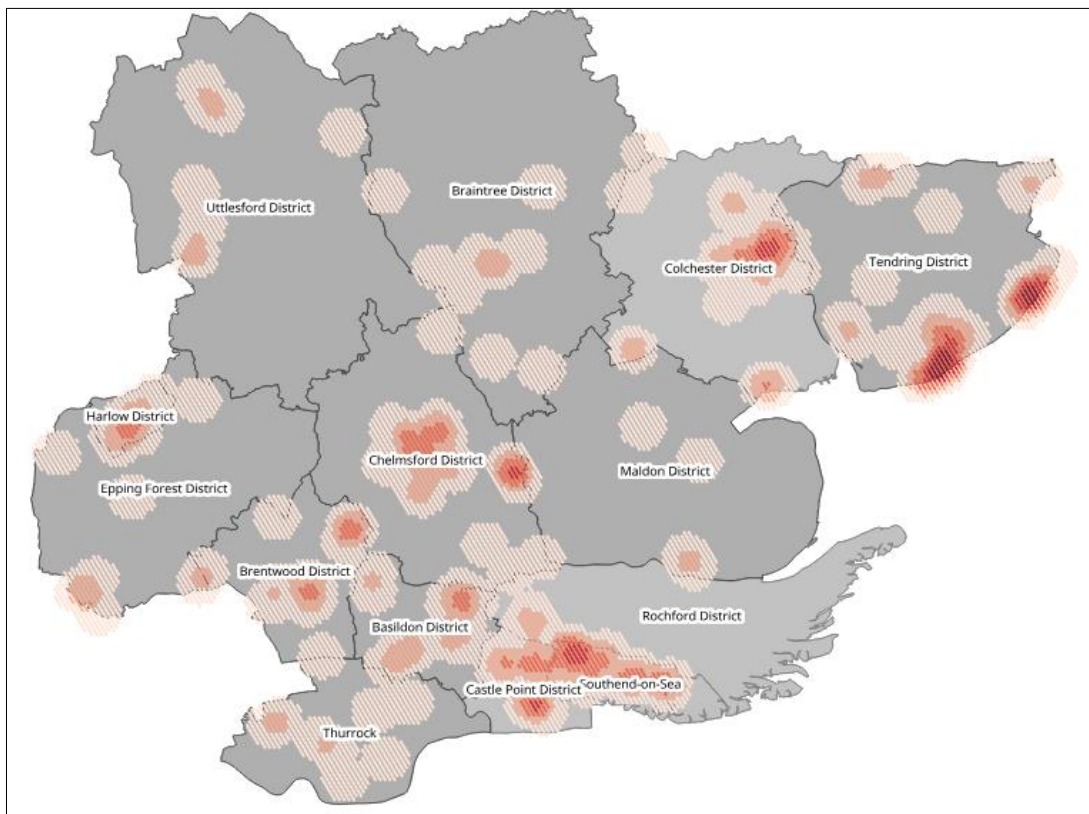 Braintree District
Uttlesford District
Colchester District
Tendring District
Harlow District
Chelmsford District
Maldon District
Epping Forest District
Brentwood District
Rochford District
Basildon District
Castle Point District
Southend-on-Sea
Thurrock